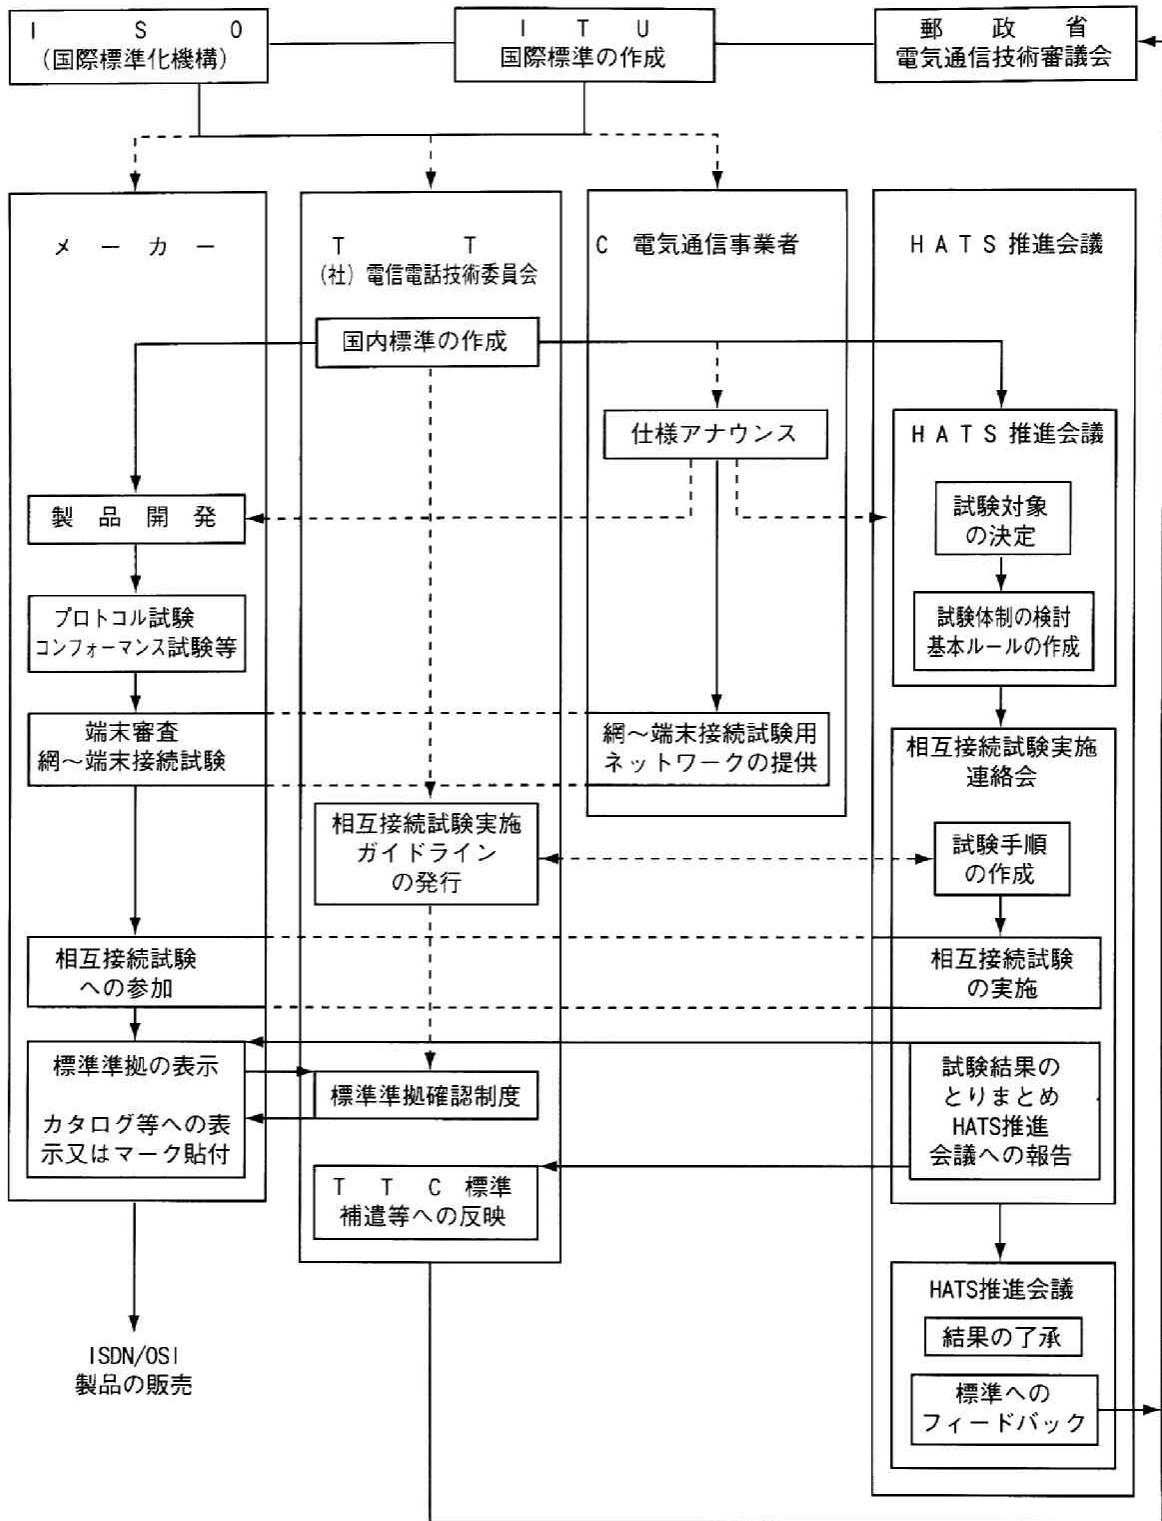 I S O
(国際標準化機構)
I T U
国際標準の作成
郵 政 省
電気通信技術審議会
メ ー カ ー
製 品 開 発
プロトコル試験
コンフォーマンス試験等
端末審査
網〜端末接続試験
相互接続試験
への参加
標準準拠の表示
カタログ等への表
示又はマーク貼付
ISDN/OSI
製品の販売
T T C
(社)電信電話技術委員会
国内標準の作成
相互接続試験実施
ガイドライン
の発行
標準準拠確認制度
T T C 標準
補遺等への反映
電気通信事業者
仕様アナウンス
網〜端末接続試験用
ネットワークの提供
HATS推進会議
HATS推進会議
試験対象
の決定
試験体制の検討
基本ルールの作成
相互接続試験実施
連絡会
試験手順
の作成
相互接続試験
の実施
試験結果の
とりまとめ
HATS推進
会議への報告
HATS推進会議
結果の了承
標準への
フィードバック